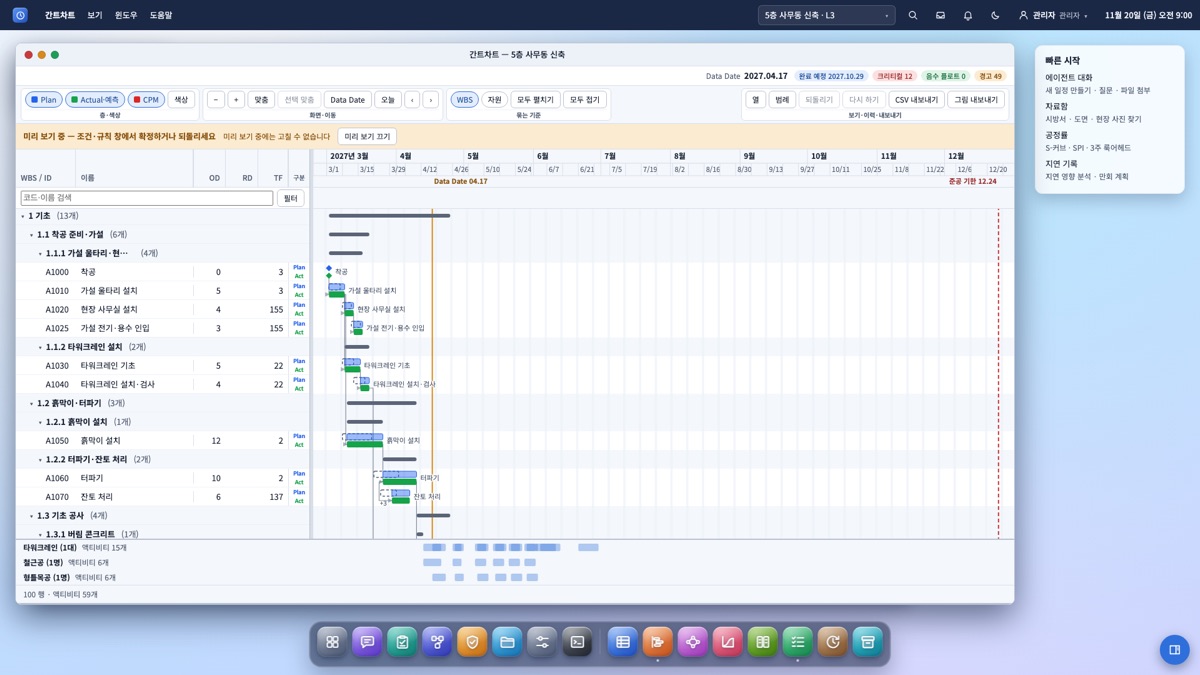 간트차트 보기 윈도우 도움말 5층 사무동 신축 · L3 관리자 관리자 11월 20일 (금) 오전 9:00
간트차트 — 5층 사무동 신축
Data Date 2027.04.17 완료 예정 2027.10.29 크리티컬 12 음수 플로트 0 경고 49
Plan Actual·예측 CPM 색상 − + 맞춤 선택 맞춤 Data Date 오늘 ‹ › WBS 자원 모두 펼치기 모두 접기 열 범례 되돌리기 다시 하기 CSV 내보내기 그림 내보내기
층·색상 화면·이동 묶는 기준 보기·이력·내보내기
미리 보기 중 — 조건·규칙 창에서 확정하거나 되돌리세요 미리 보기 중에는 고칠 수 없습니다 미리 보기 끄기
2027년 3월 4월 5월 6월 7월 8월 9월 10월 11월 12월
WBS / ID 이름 OD RD TF 구분
3/1 3/15 3/29 4/12 4/26 5/10 5/24 6/7 6/21 7/5 7/19 8/2 8/16 8/30 9/13 9/27 10/11 10/25 11/8 11/22 12/6 12/20
Data Date 04.17 준공 기한 12.24
코드·이름 검색 필터
1 기초 (13개)
1.1 착공 준비·가설 (6개)
1.1.1 가설 울타리·현… (4개)
A1000 착공 0 3 Plan Act 착공
A1010 가설 울타리 설치 5 3 Plan Act 가설 울타리 설치
A1020 현장 사무실 설치 4 155 Plan Act 현장 사무실 설치
A1025 가설 전기·용수 인입 3 155 Plan Act 가설 전기·용수 인입
1.1.2 타워크레인 설치 (2개)
A1030 타워크레인 기초 5 22 Plan Act 타워크레인 기초
A1040 타워크레인 설치·검사 4 22 Plan Act 타워크레인 설치·검사
1.2 흙막이·터파기 (3개)
1.2.1 흙막이 설치 (1개)
A1050 흙막이 설치 12 2 Plan Act 흙막이 설치
1.2.2 터파기·잔토 처리 (2개)
A1060 터파기 10 2 Plan Act 터파기
A1070 잔토 처리 6 137 Plan Act 잔토 처리
+3
1.3 기초 공사 (4개)
1.3.1 버림 콘크리트 (1개)
타워크레인 (1대) 액티비티 15개
철근공 (1명) 액티비티 6개
형틀목공 (1명) 액티비티 6개
100 행 · 액티비티 59개
빠른 시작
에이전트 대화
새 일정 만들기 · 질문 · 파일 첨부
자료함
시방서 · 도면 · 현장 사진 찾기
공정률
S-커브 · SPI · 3주 룩어헤드
지연 기록
지연 영향 분석 · 만회 계획